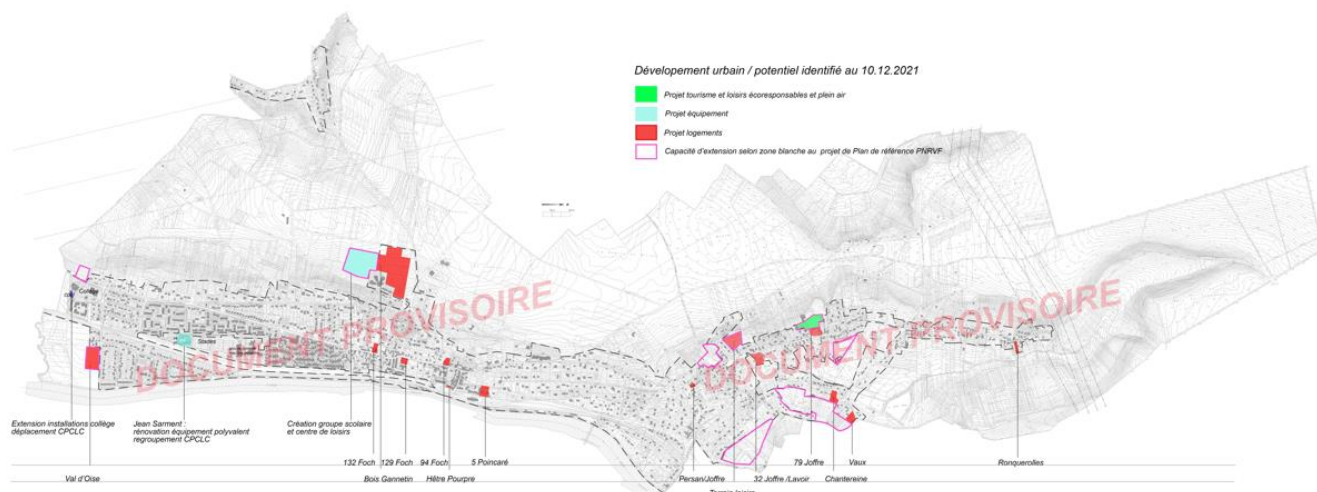 Dévelopement urbain / potentiel identifié au 10.12.2021
Projet tourisme et loisirs écoresponsables et plein air
Projet équipement
Projet logements
Capacité d'extension selon zone blanche au projet de Plan de référence PNRVF
DOCUMENT PROVISOIRE
DOCUMENT PROVISOIRE
Stades
Extension installations collège
déplacement CPCLC
Jean Sarment :
rénovation équipement polyvalent
regroupement CPCLC
Création groupe scolaire
et centre de loisirs
132 Foch
129 Foch
94 Foch
5 Poincaré
79 Joffre
Vaux
Ronquerolles
Val d'Oise
Bois Gannetin
Hêtre Pourpre
Persan/Joffre
32 Joffre /Lavoir
Chantereine